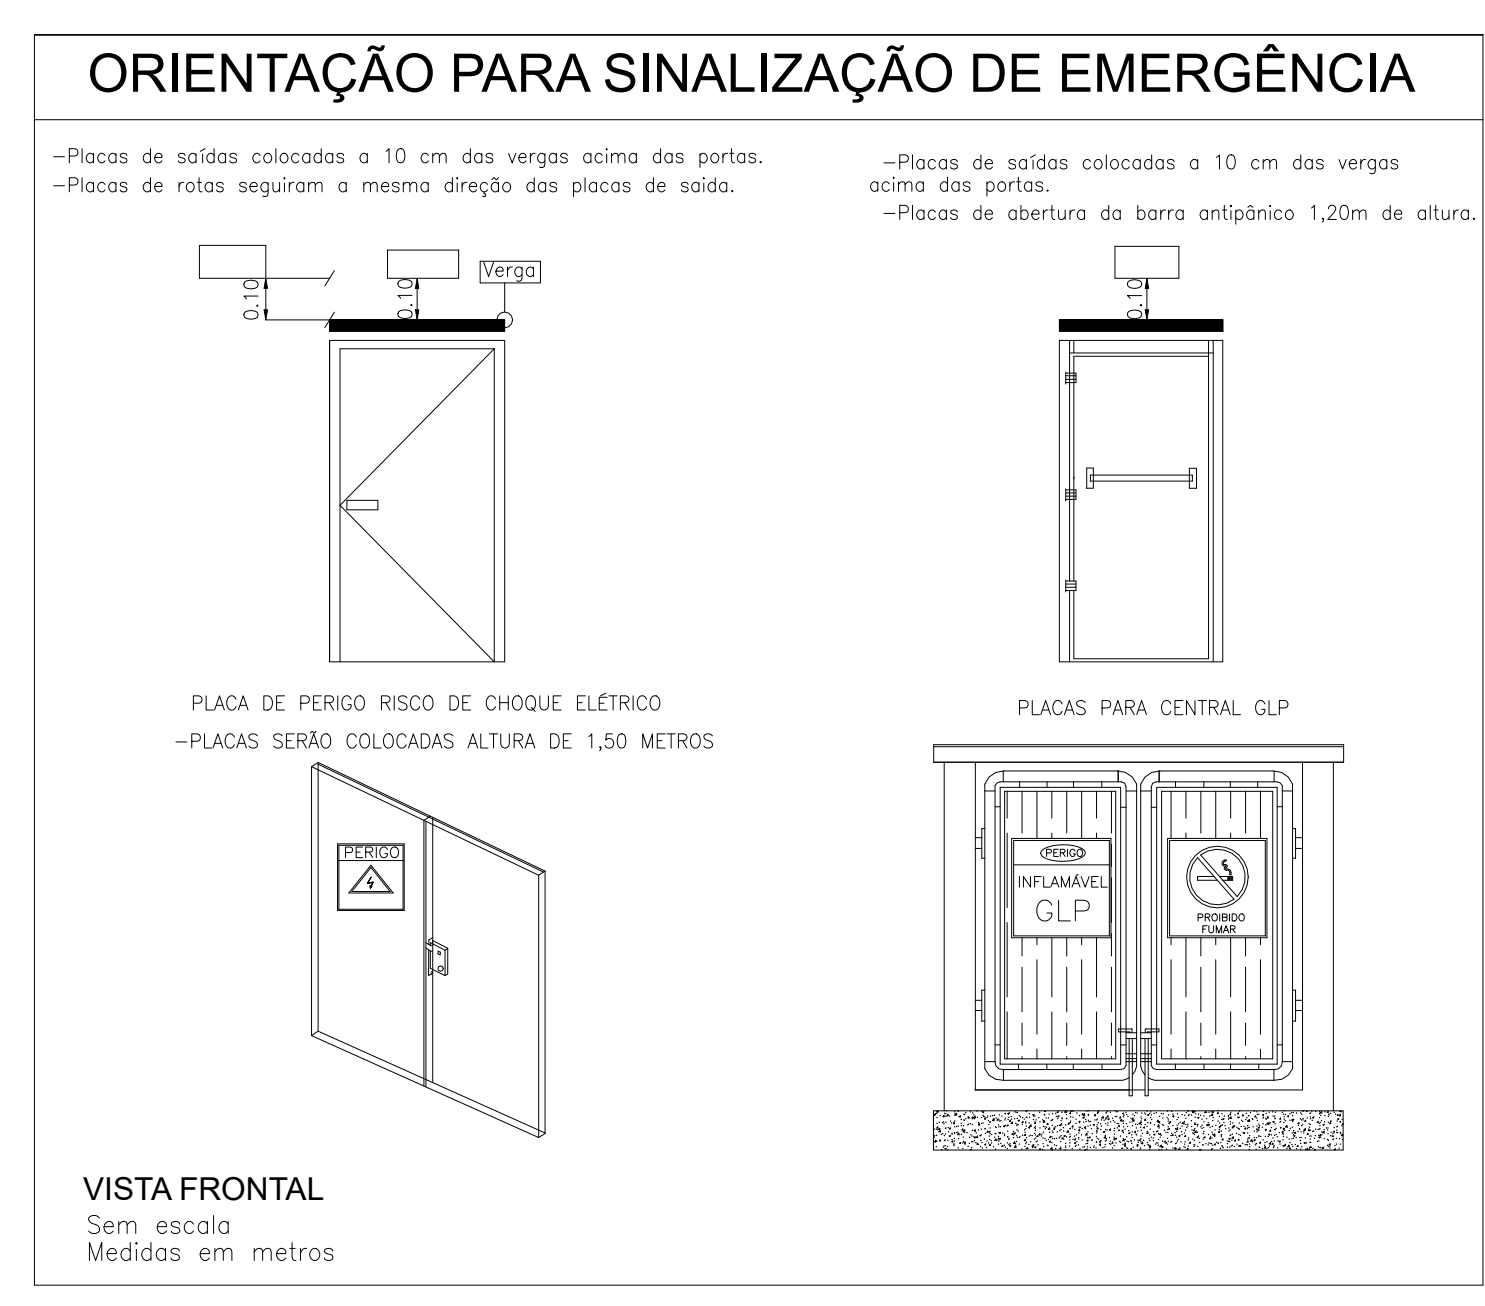 ORIENTAÇÃO PARA SINALIZAÇÃO DE EMERGÊNCIA
-Placas de saídas colocadas a 10 cm das vergas acima das portas.
-Placas de rotas seguiram a mesma direção das placas de saida.
-Placas de saídas colocadas a 10 cm das vergas
acima das portas.
-Placas de abertura da barra antipânico 1,20m de altura.
0.10
0.10
Verga
0.10
PLACA DE PERIGO RISCO DE CHOQUE ELÉTRICO
-PLACAS SERÃO COLOCADAS ALTURA DE 1,50 METROS
PERIGO
PLACAS PARA CENTRAL GLP
PERIGO
INFLAMÁVEL
GLP
PROIBIDO
FUMAR
VISTA FRONTAL
Sem escala
Medidas em metros